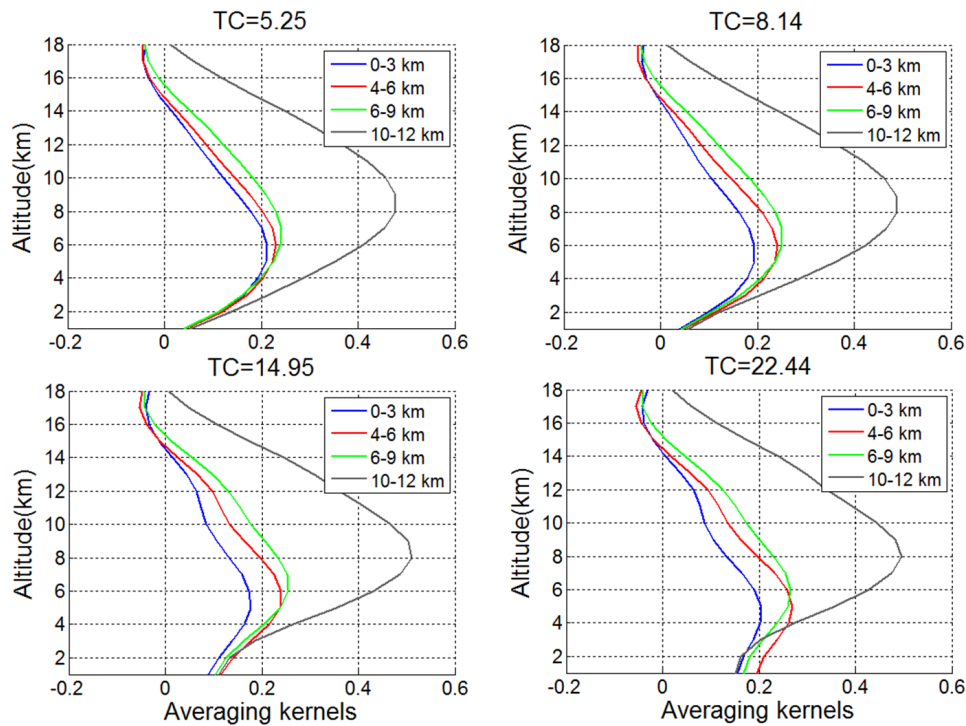 TC=5.25
TC=8.14
18
16
14
12
10
8
6
4
2
Altitude(km)
0-3 km
4-6 km
6-9 km
10-12 km
-0.2
0
0.2
0.4
0.6
18
16
14
12
10
8
6
4
2
Altitude(km)
0-3 km
4-6 km
6-9 km
10-12 km
-0.2
0
0.2
0.4
0.6
TC=14.95
TC=22.44
18
16
14
12
10
8
6
4
2
Altitude(km)
0-3 km
4-6 km
6-9 km
10-12 km
-0.2
0
0.2
0.4
0.6
Averaging kernels
18
16
14
12
10
8
6
4
2
Altitude(km)
0-3 km
4-6 km
6-9 km
10-12 km
-0.2
0
0.2
0.4
0.6
Averaging kernels